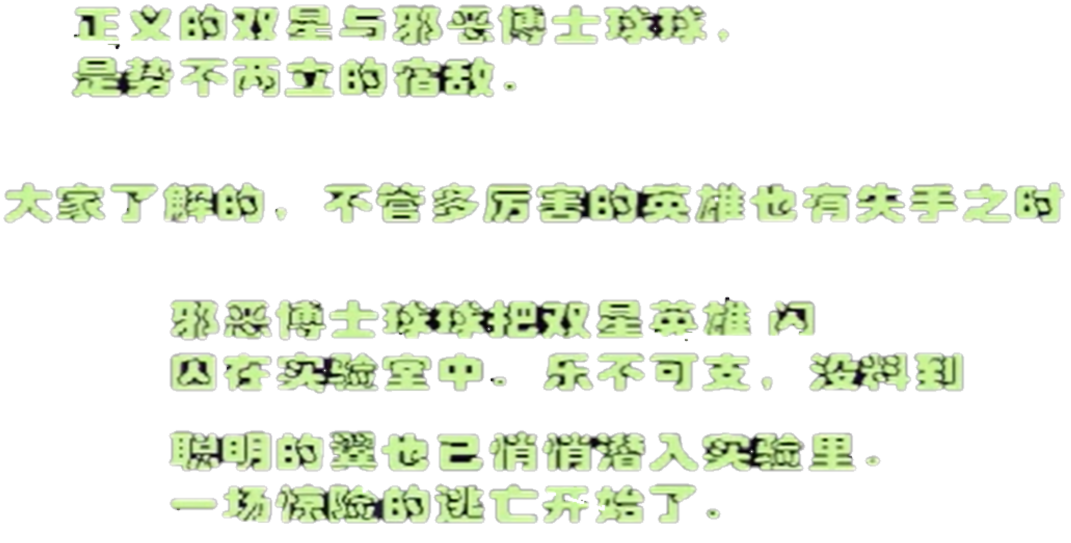 正义的双星与邪恶博士球球，
是势不两立的宿敌。
大家了解的，不管多厉害的英雄也有失手之时
邪恶博士球球把双星英雄 闪
囚在实验室中。乐不可支，没料到
聪明的翼也已悄悄潜入实验里。
一场惊险的逃亡开始了。